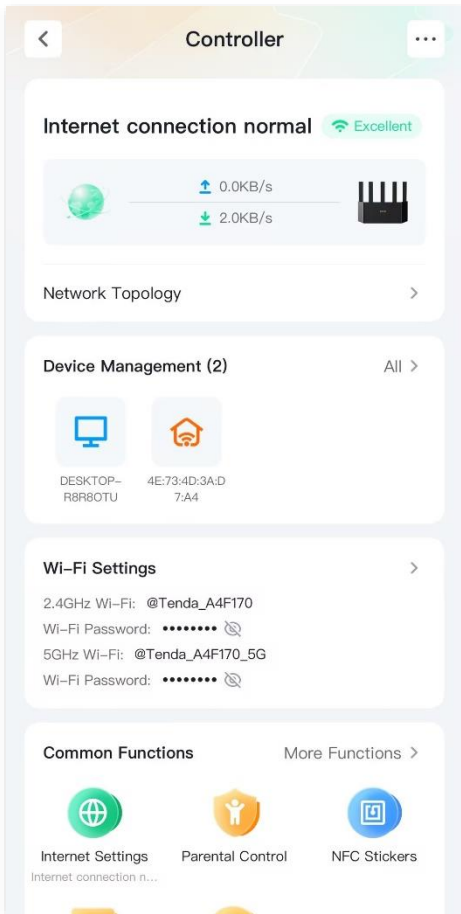 Controller
Internet connection normal Excellent
0.0KB/s
2.0KB/s
Network Topology
Device Management (2) All
DESKTOP-
R8R8OTU
4E:73:4D:3A:D
7:A4
Wi-Fi Settings
2.4GHz Wi-Fi: @Tenda_A4F170
Wi-Fi Password: ••••••••
5GHz Wi-Fi: @Tenda_A4F170_5G
Wi-Fi Password: ••••••••
Common Functions More Functions
Internet Settings Parental Control NFC Stickers
Internet connection n...